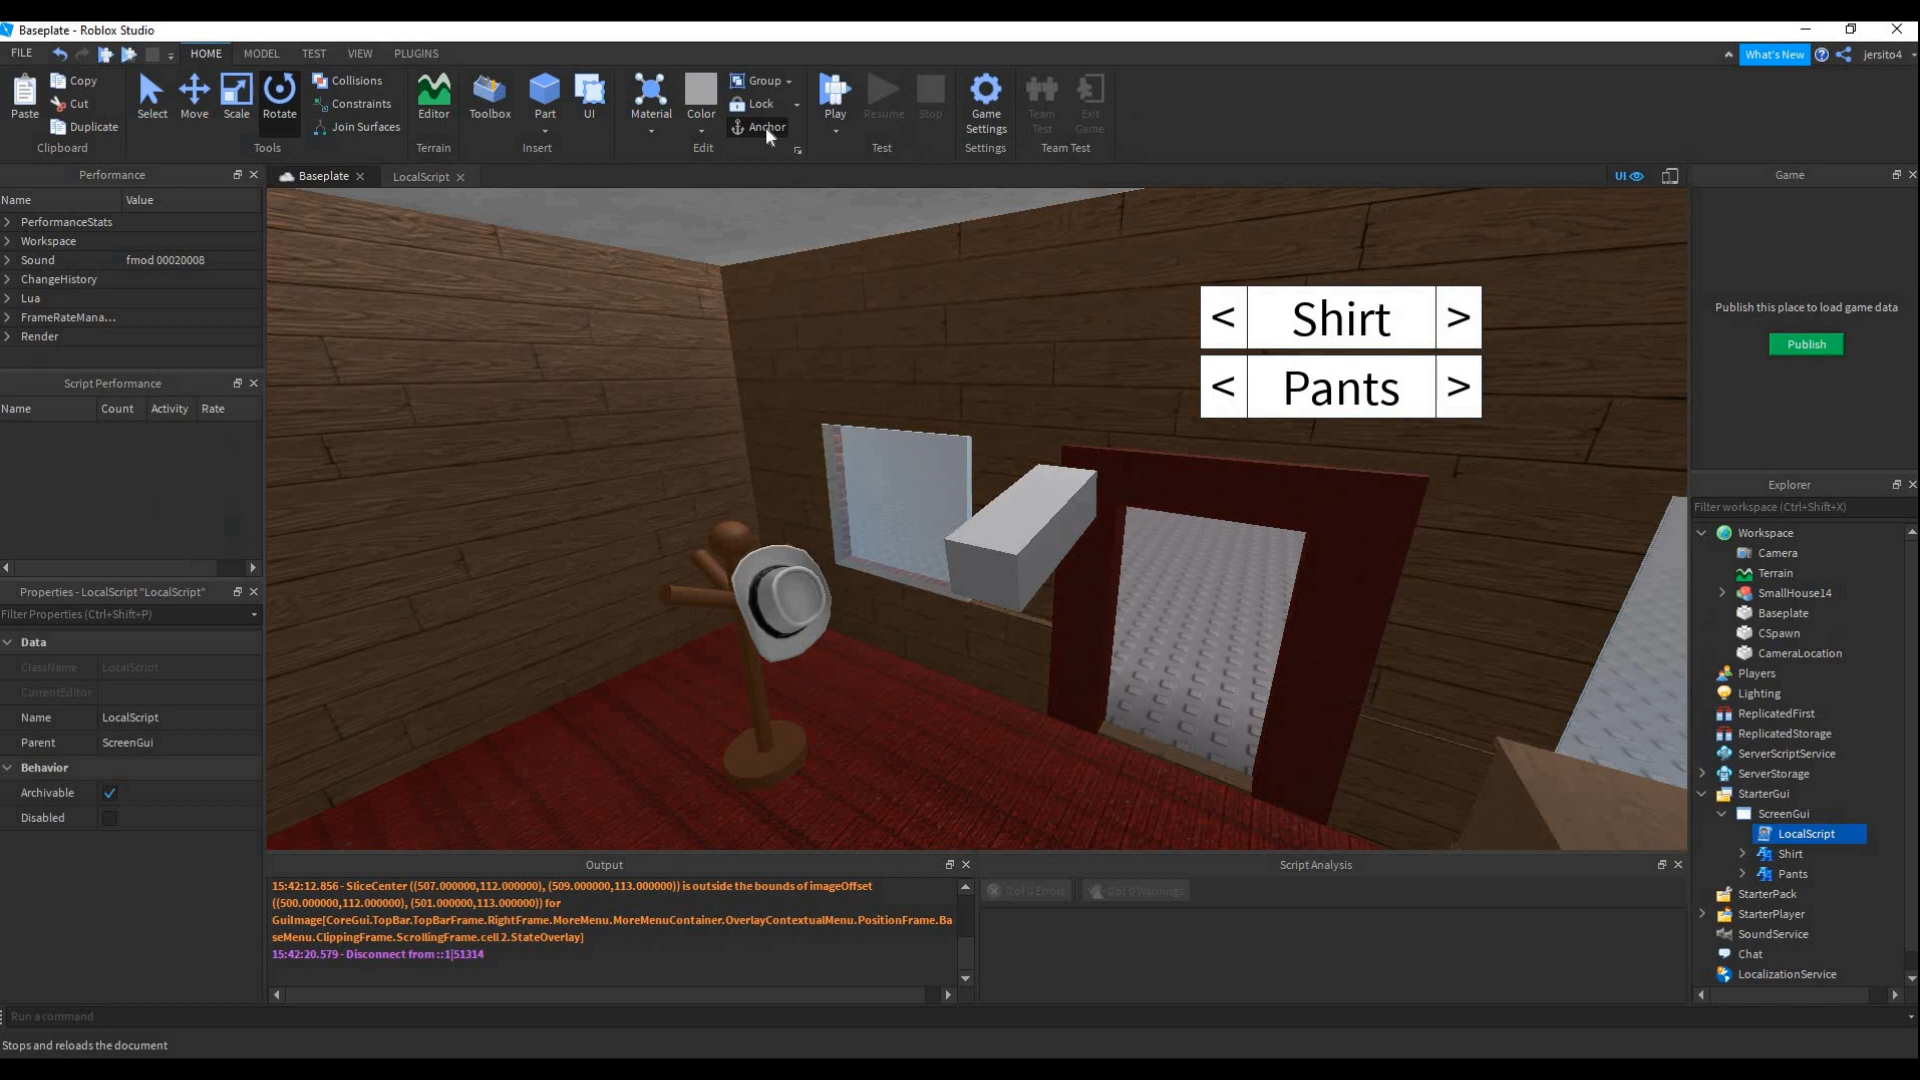 Baseplate - Roblox Studio
FILE HOME MODEL TEST VIEW PLUGINS What's New jersito4
Paste Copy Cut Duplicate Clipboard
Select Move Scale Rotate Collisions Constraints Join Surfaces Tools
Editor Terrain
Toolbox Part UI Insert
Material Color Group Lock Anchor Edit
Play Resume Stop Test
Game Settings Settings
Team Test Exit Game Team Test
Performance
Name Value
PerformanceStats
Workspace
Sound fmod 00020008
ChangeHistory
Lua
FrameRateMana...
Render
Script Performance
Name Count Activity Rate
Properties - LocalScript "LocalScript"
Filter Properties (Ctrl+Shift+P)
Data
ClassName LocalScript
CurrentEditor
Name LocalScript
Parent ScreenGui
Behavior
Archivable
Disabled
Baseplate LocalScript UI
< Shirt >
< Pants >
Output
15:42:12.856 - SliceCenter ((507.000000,112.000000), (509.000000,113.000000)) is outside the bounds of imageOffset
((500.000000,112.000000), (501.000000,113.000000)) for
GuiImage[CoreGui.TopBar.TopBarFrame.RightFrame.MoreMenu.MoreMenuContainer.OverlayContextualMenu.PositionFrame.Ba
seMenu.ClippingFrame.ScrollingFrame.cell 2.StateOverlay]
15:42:20.579 - Disconnect from ::1|51314
Script Analysis
0 of 0 Errors 0 of 0 Warnings
Game
Publish this place to load game data
Publish
Explorer
Filter workspace (Ctrl+Shift+X)
Workspace
Camera
Terrain
SmallHouse14
Baseplate
CSpawn
CameraLocation
Players
Lighting
ReplicatedFirst
ReplicatedStorage
ServerScriptService
ServerStorage
StarterGui
ScreenGui
LocalScript
Shirt
Pants
StarterPack
StarterPlayer
SoundService
Chat
LocalizationService
Run a command
Stops and reloads the document